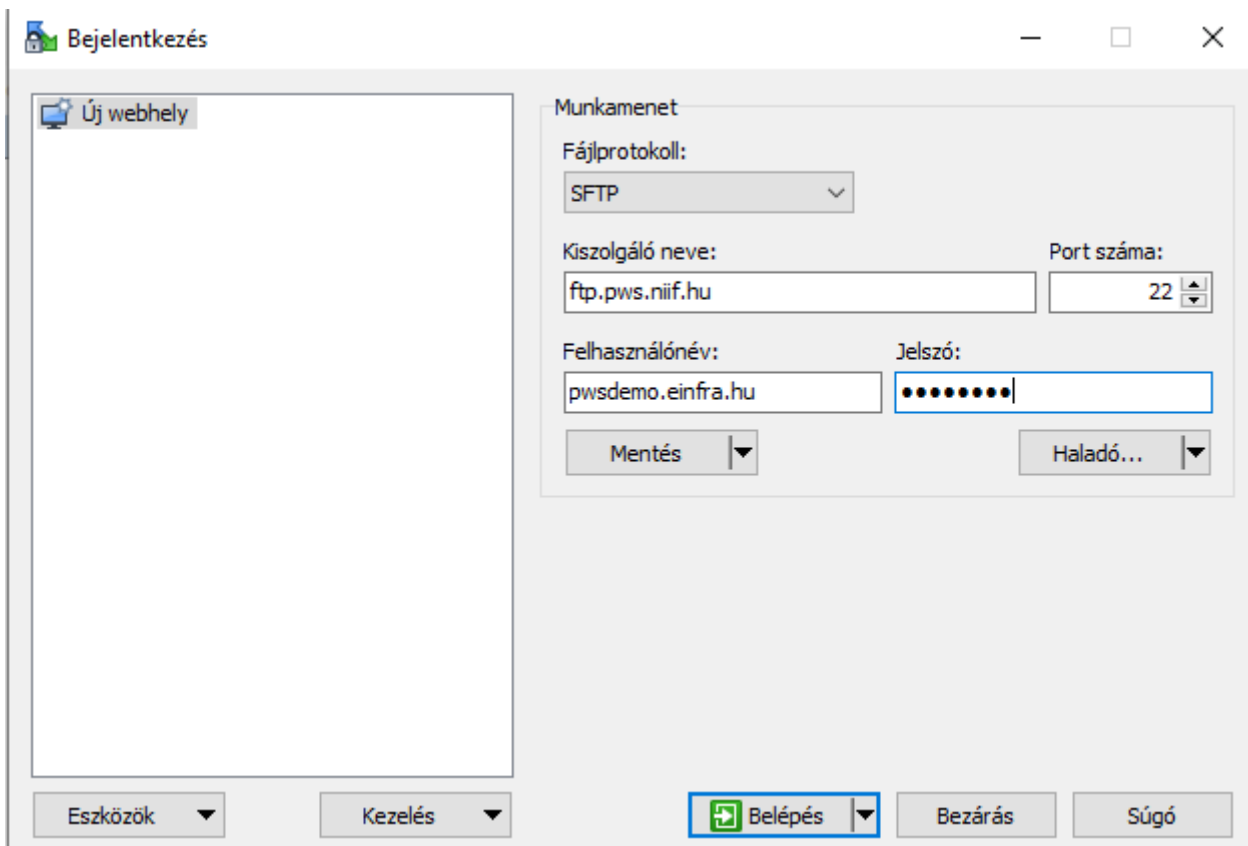 Bejelentkezés
Új webhely
Munkamenet
Fájlprotokoll:
SFTP
Kiszolgáló neve:
Port száma:
ftp.pws.niif.hu
22
Felhasználónév:
Jelszó:
pwsdemo.einfra.hu
••••••••
Mentés
Haladó...
Eszközök
Kezelés
Belépés
Bezárás
Súgó